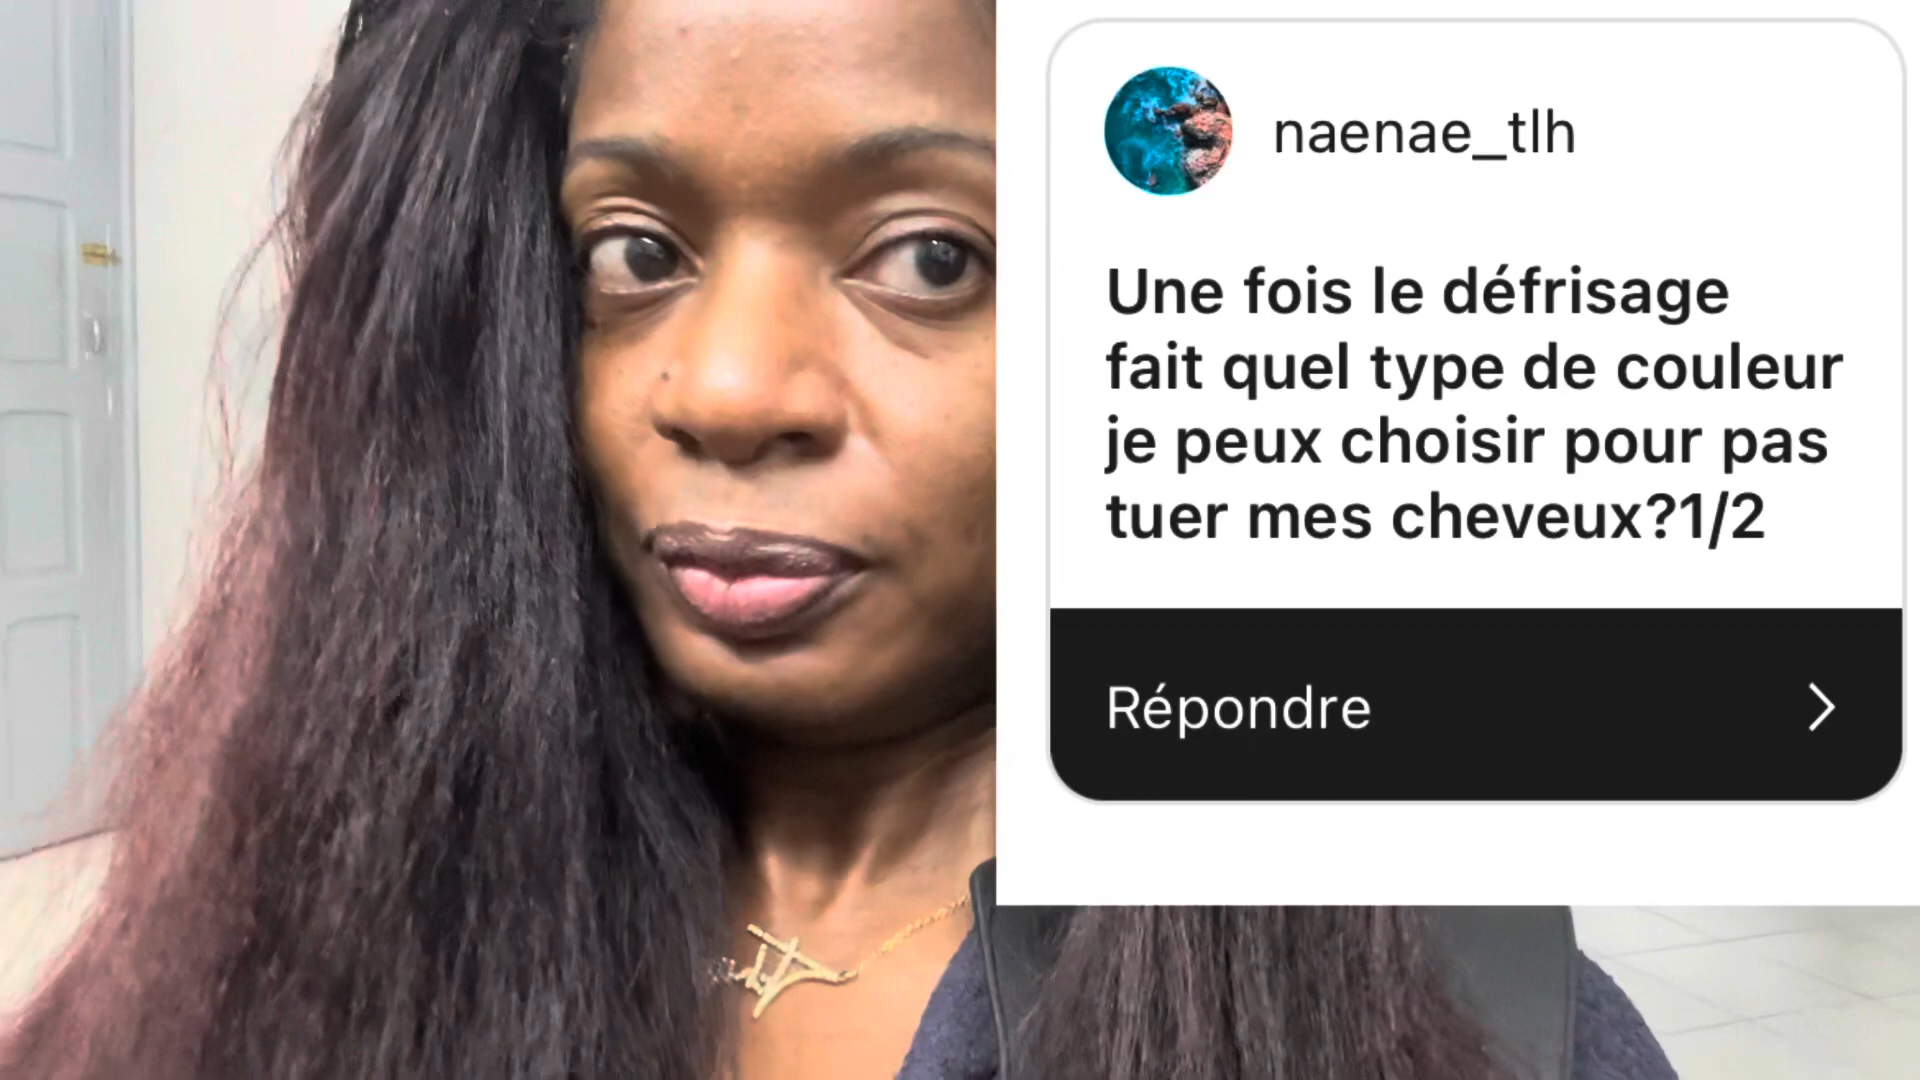 naenae_tlh
Une fois le défrisage
fait quel type de couleur
je peux choisir pour pas
tuer mes cheveux?1/2
Répondre